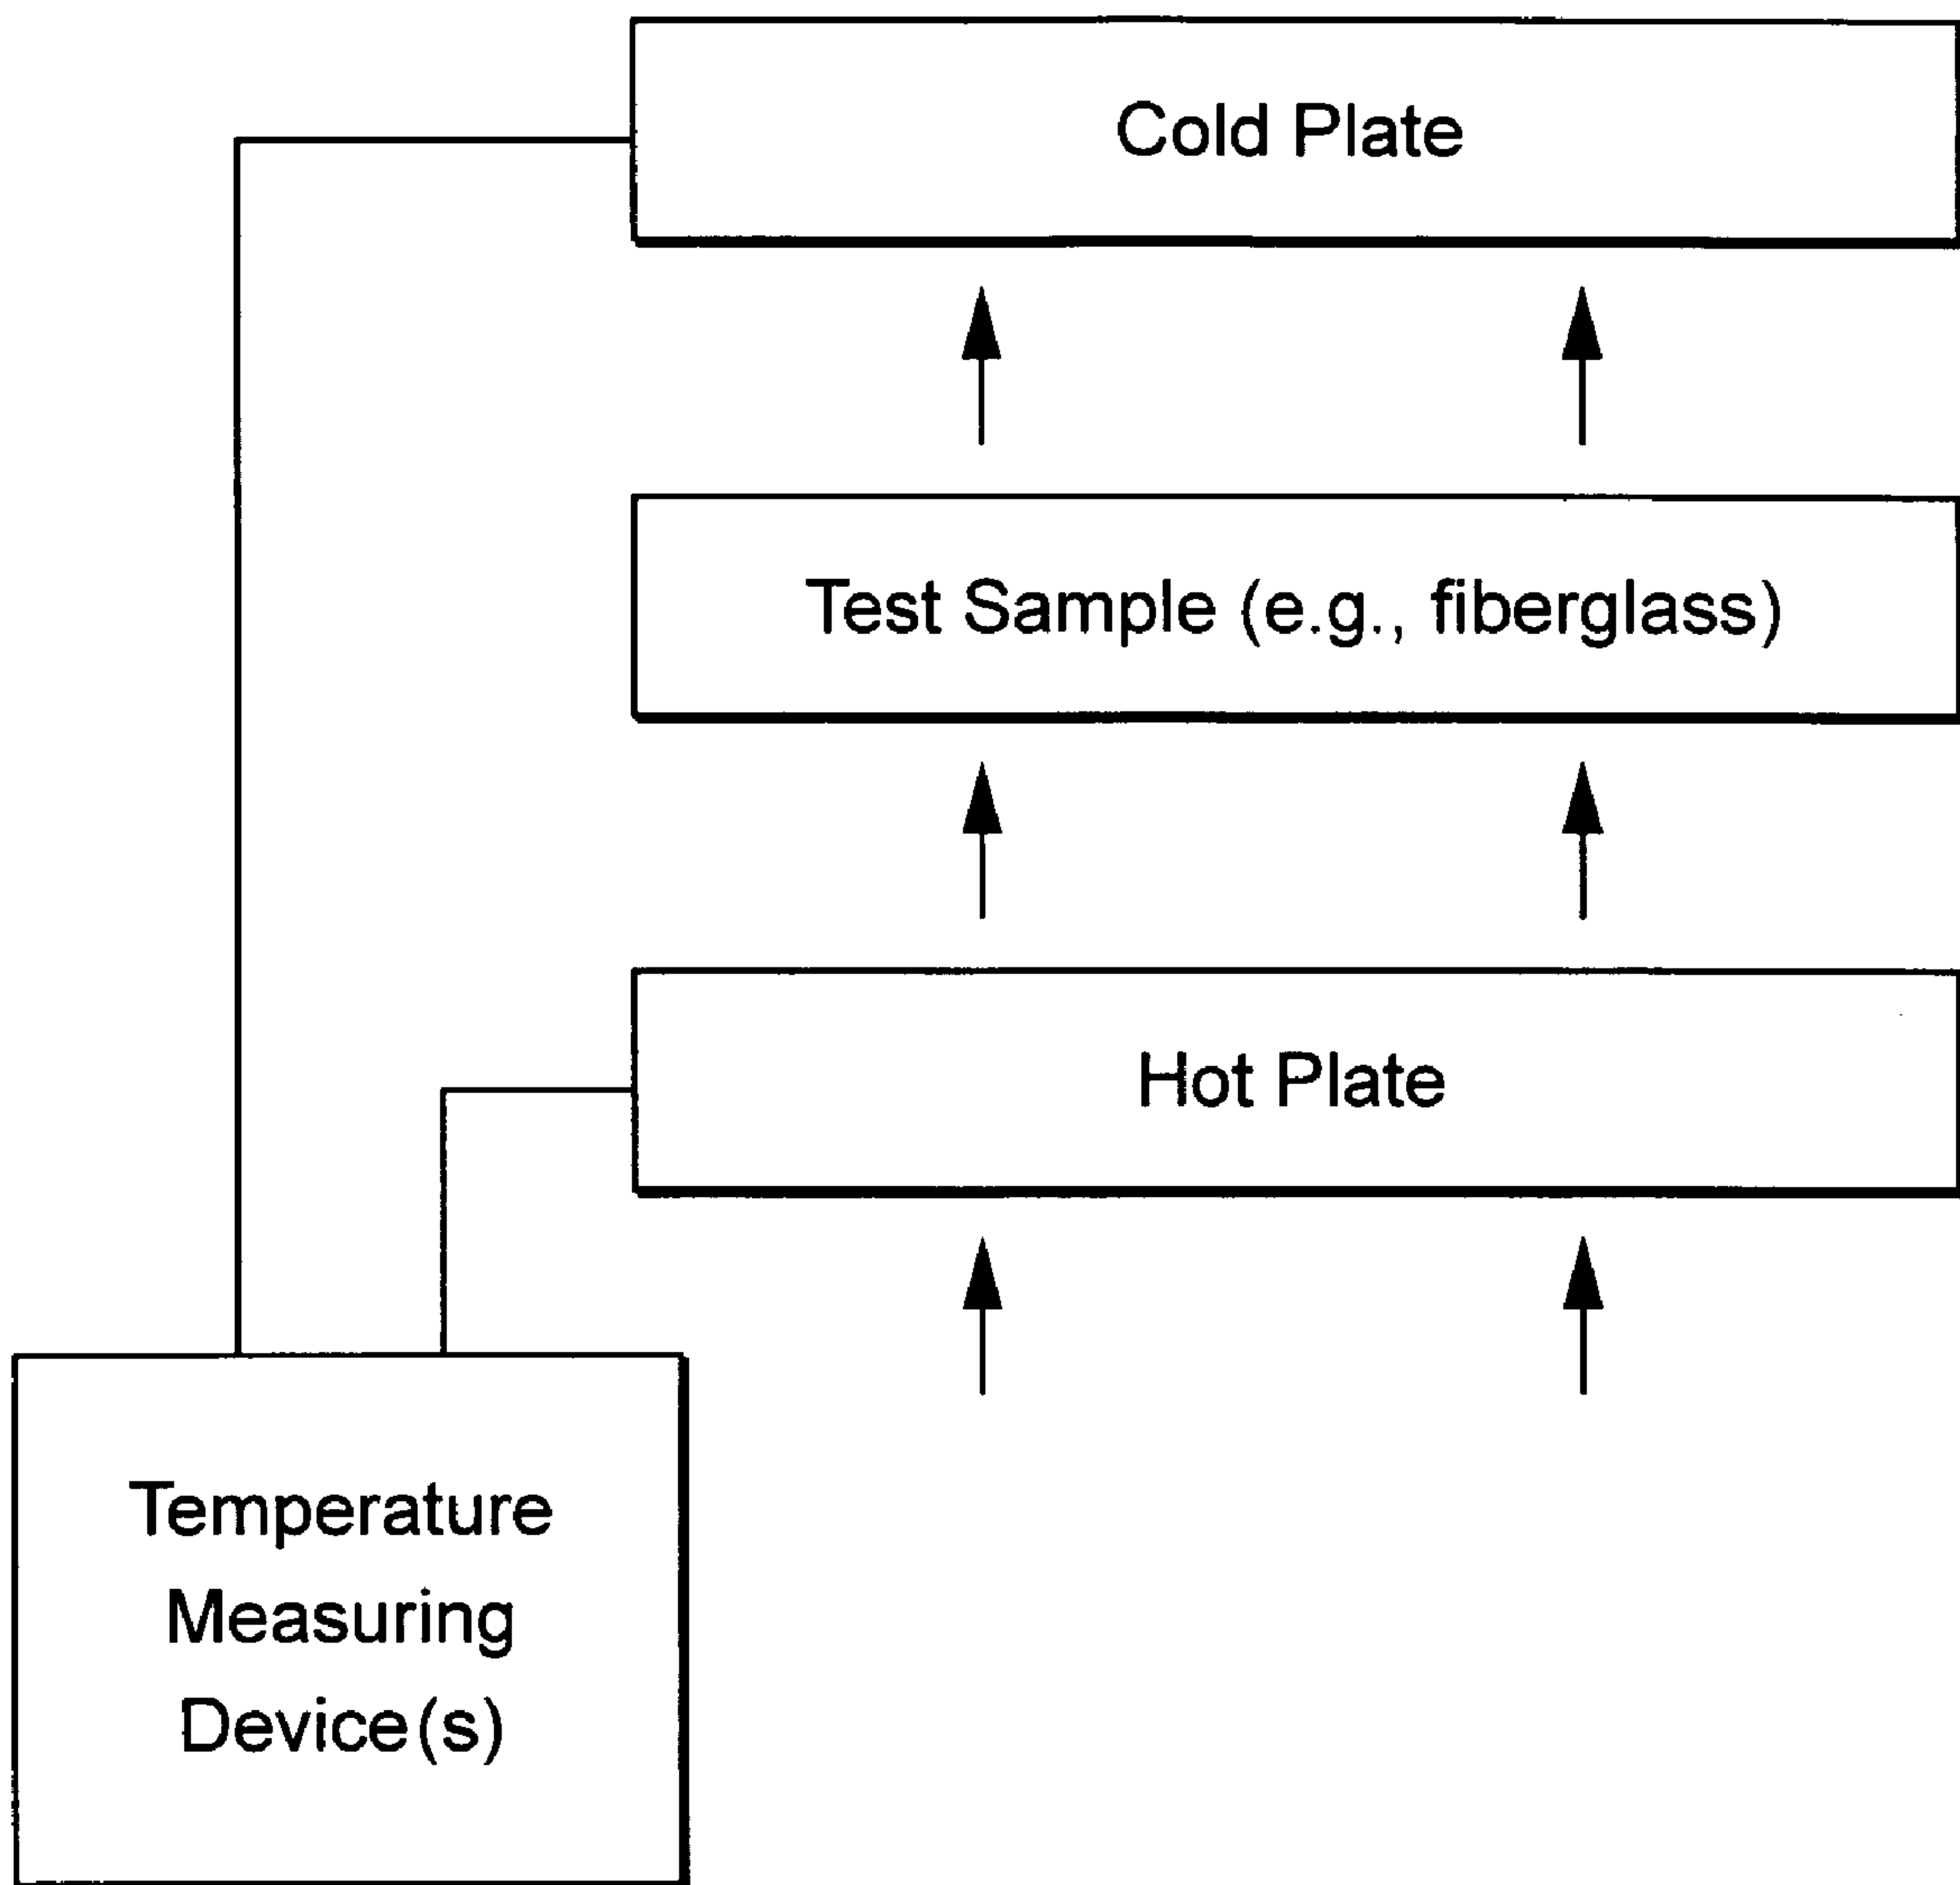 Cold Plate
Test Sample (e.g., fiberglass)
Hot Plate
Temperature
Measuring
Device(s)